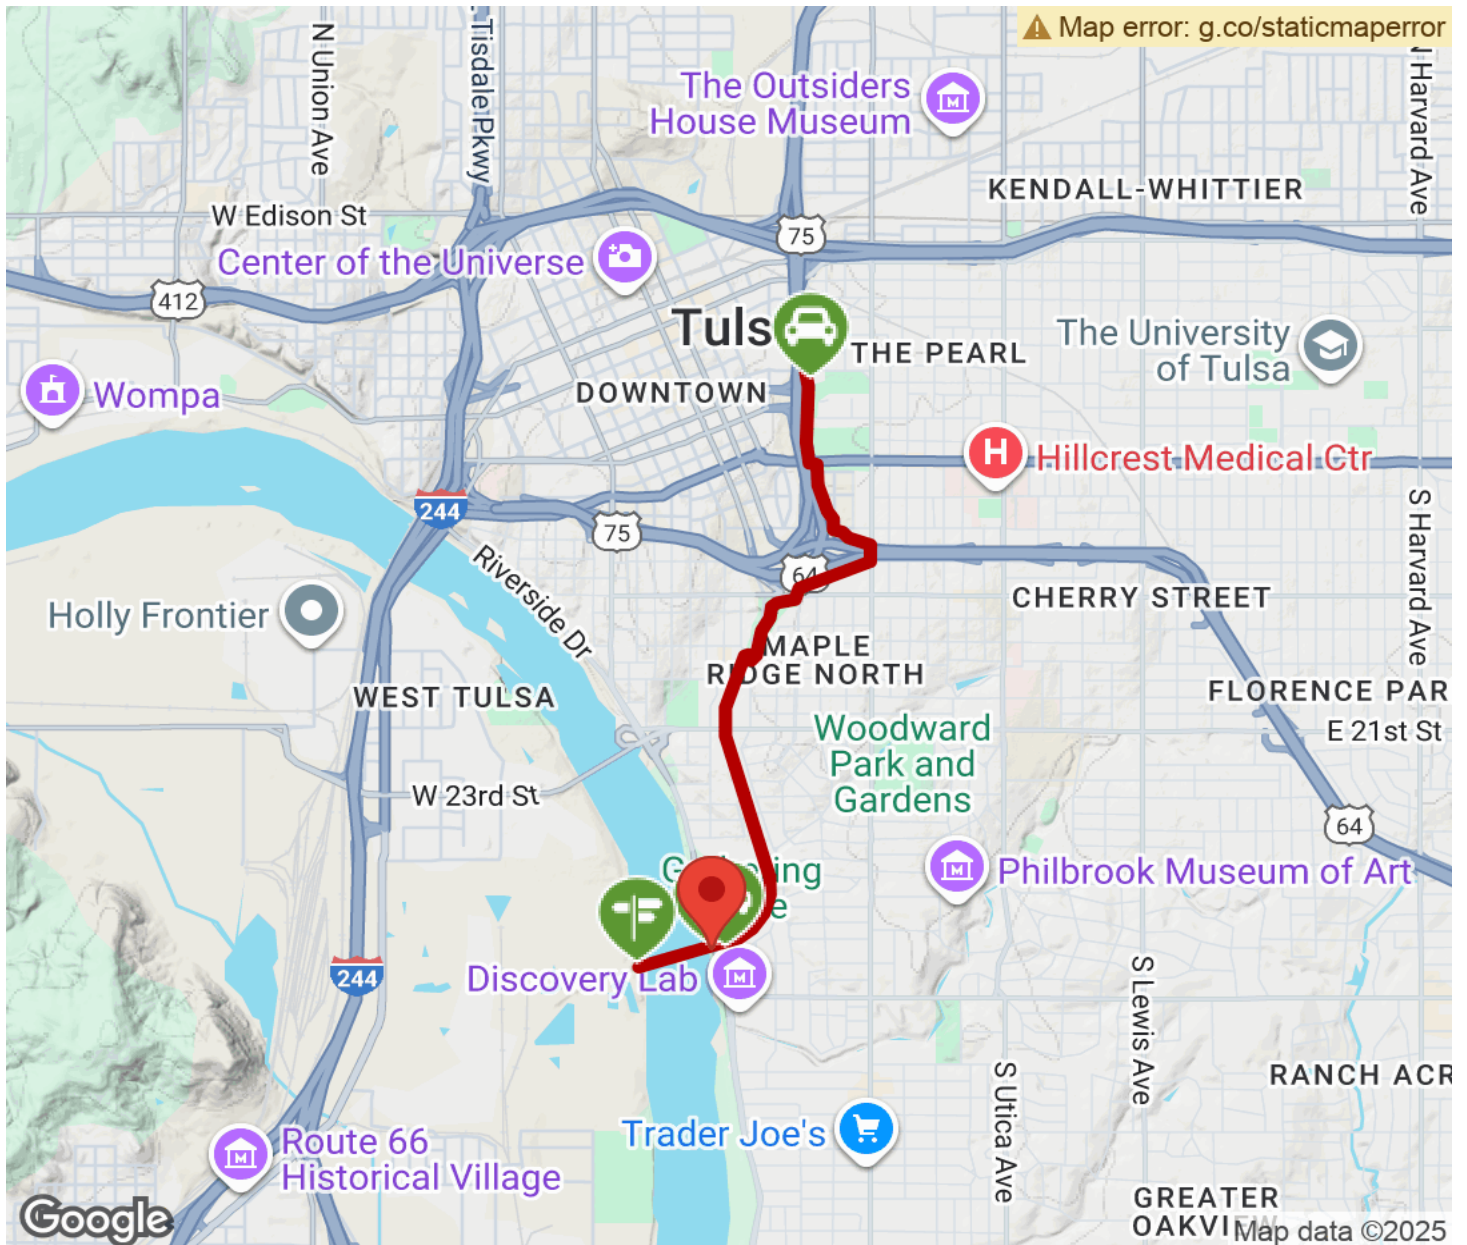 Map error: g.co/staticmaperror
N Union Ave
L Tisdale Pkwy
N Harvard Ave
The Outsiders
House Museum
KENDALL-WHITTIER
W Edison St
75
Center of the Universe
412
Tuls
THE PEARL
The University
of Tulsa
Wompa
DOWNTOWN
H
Hillcrest Medical Ctr
244
75
S Harvard Ave
Riverside Dr
64
CHERRY STREET
Holly Frontier
MAPLE
RIDGE NORTH
WEST TULSA
FLORENCE PAR
E 21st St
Woodward
Park and
Gardens
W 23rd St
64
Philbrook Museum of Art
244
Discovery Lab
S Lewis Ave
S Utica Ave
RANCH ACR
Trader Joe's
Route 66
Historical Village
GREATER
Google
Map data ©2025